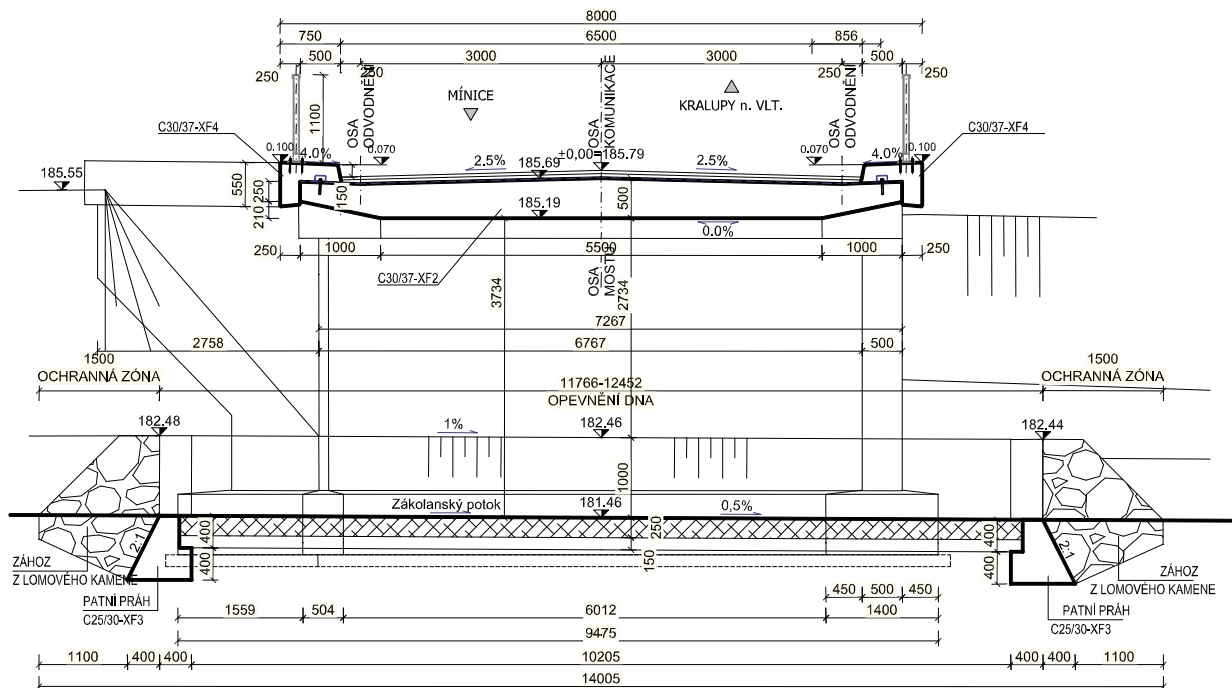 8000
750 6500 856
500 3000 3000 500
250 250 250
MÍNICE
KRALUPY n. VLT.
OSA
ODVODNĚNÍ
OSA
KOMUNIKACE
OSA
ODVODNĚNÍ
1100
C30/37-XF4
C30/37-XF4
0.100 4.0% 0.070 ±0,00=185.79 0.070 4.0% 0.100
2.5% 185.69 2.5%
185.55
550 250 150 500
210
185.19
0.0%
250 1000 5500 1000 250
C30/37-XF2
OSA
MOSTU
3734
2734
7267
2758 6767 500
1500
OCHRANNÁ ZÓNA
1500
OCHRANNÁ ZÓNA
11766-12452
OPEVNĚNÍ DNA
182.48 1% 182.46 182.44
1000
Zákolanský potok 181.46 0,5%
400 250 400
400 150 400
2:1
2:1
ZÁHOZ
Z LOMOVÉHO KAMENE
ZÁHOZ
Z LOMOVÉHO KAMENE
PATNÍ PRÁH
C25/30-XF3
PATNÍ PRÁH
C25/30-XF3
450 500 450
1559 504 6012 1400
9475
1100 400 400 10205 400 400 1100
14005